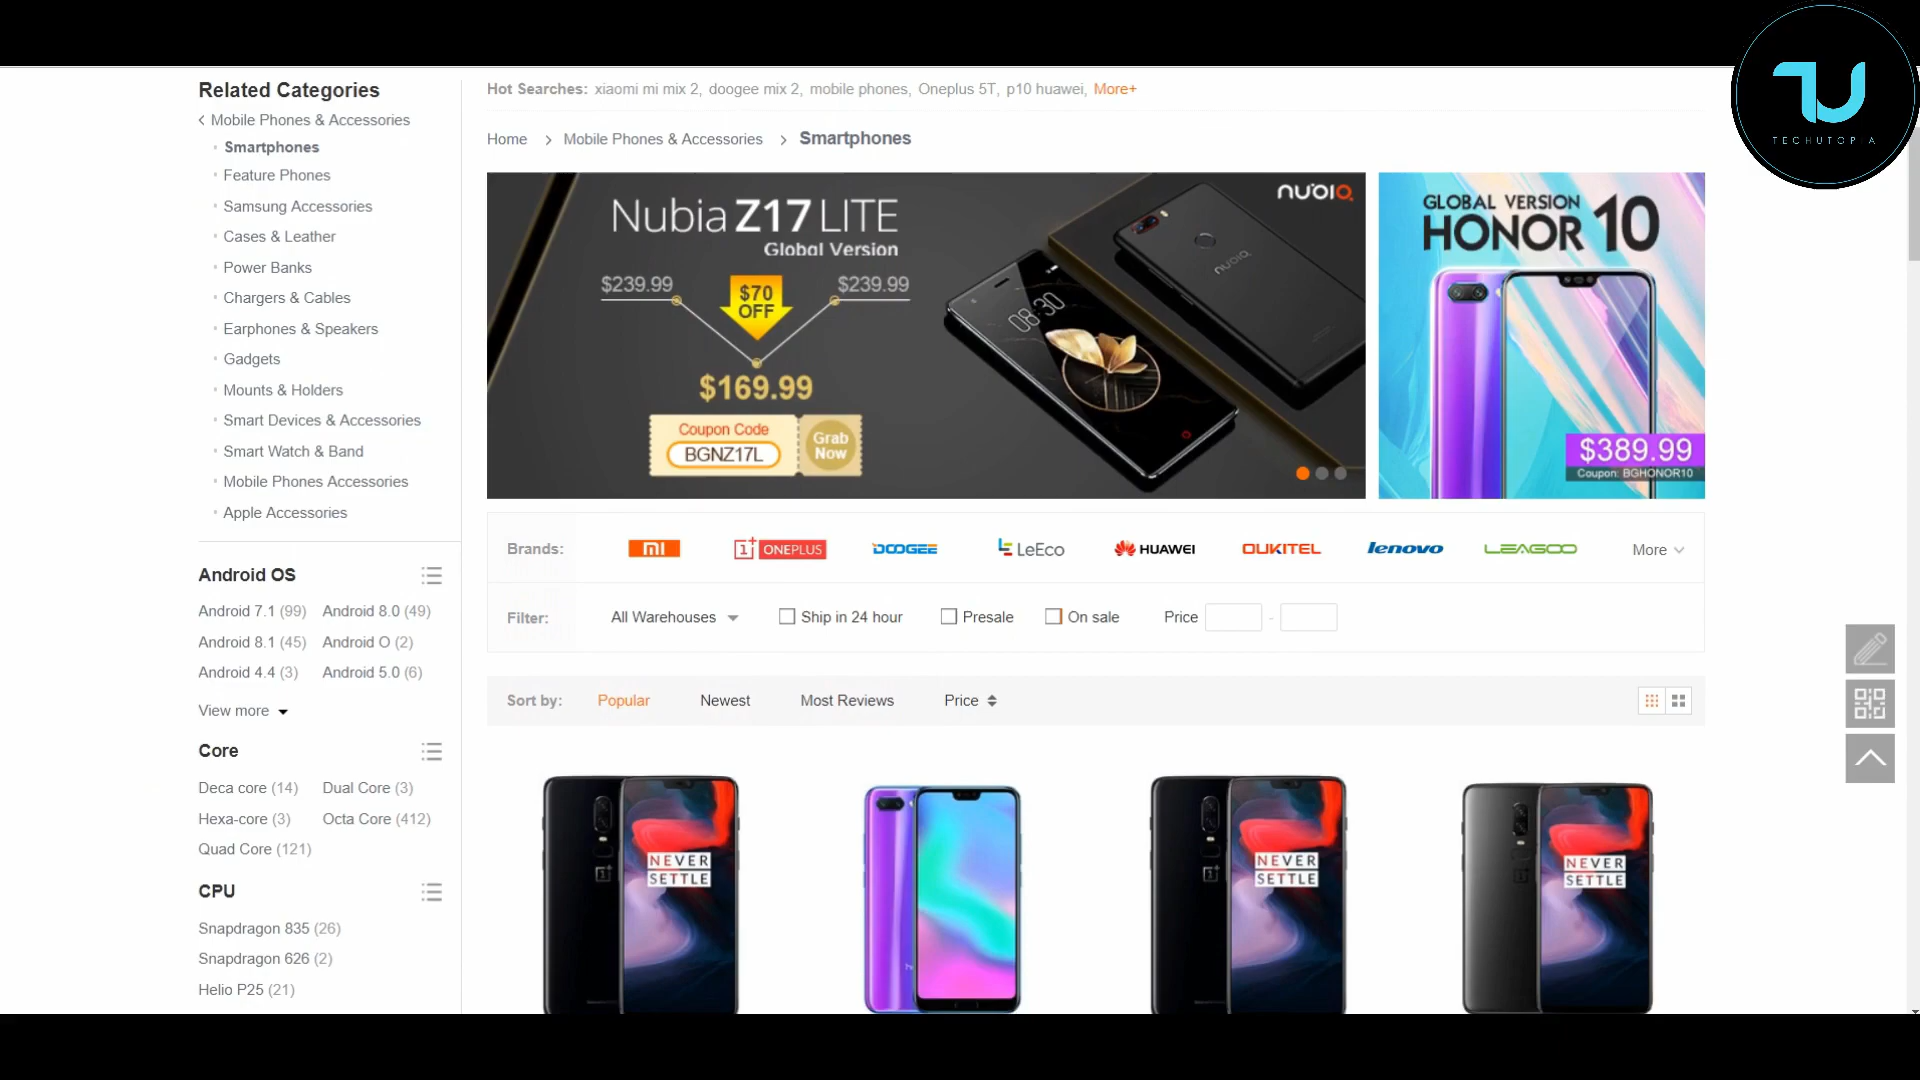 TECHUTOPIA
Related Categories
Mobile Phones & Accessories
Smartphones
Feature Phones
Samsung Accessories
Cases & Leather
Power Banks
Chargers & Cables
Earphones & Speakers
Gadgets
Mounts & Holders
Smart Devices & Accessories
Smart Watch & Band
Mobile Phones Accessories
Apple Accessories
Android OS
Android 7.1 (99) Android 8.0 (49)
Android 8.1 (45) Android O (2)
Android 4.4 (3) Android 5.0 (6)
View more
Core
Deca core (14) Dual Core (3)
Hexa-core (3) Octa Core (412)
Quad Core (121)
CPU
Snapdragon 835 (26)
Snapdragon 626 (2)
Helio P25 (21)
Hot Searches: xiaomi mi mix 2, doogee mix 2, mobile phones, Oneplus 5T, p10 huawei, More+
Home > Mobile Phones & Accessories > Smartphones
nubia
Nubia Z17 LITE
Global Version
$239.99 $239.99
$70
OFF
$169.99
Coupon Code
BGNZ17L
Grab
Now
08:30
nubia
GLOBAL VERSION
HONOR 10
$389.99
Coupon: BGHONOR10
Brands: mi ONEPLUS DOOGEE LeEco HUAWEI OUKITEL lenovo LEAGOO More
Filter: All Warehouses Ship in 24 hour Presale On sale Price -
Sort by: Popular Newest Most Reviews Price
NEVER
SETTLE
NEVER
SETTLE
NEVER
SETTLE